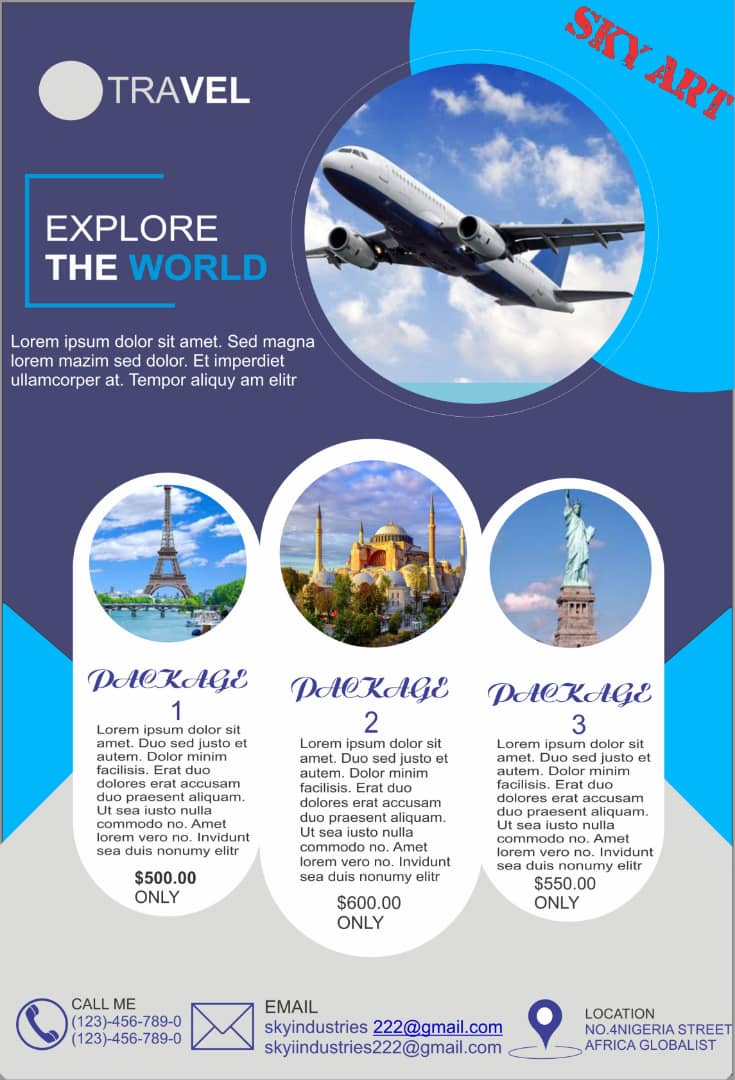 SKY ART
TRAVEL
EXPLORE
THE WORLD
Lorem ipsum dolor sit amet. Sed magna
lorem mazim sed dolor. Et imperdiet
ullamcorper at. Tempor aliquy am elitr
PACKAGE
1
Lorem ipsum dolor sit
amet. Duo sed justo et
autem. Dolor minim
facilisis. Erat duo
dolores erat accusam
duo praesent aliquam.
Ut sea iusto nulla
commodo no. Amet
lorem vero no. Invidunt
sea duis nonumy elitr
$500.00
ONLY
PACKAGE
2
Lorem ipsum dolor sit
amet. Duo sed justo et
autem. Dolor minim
facilisis. Erat duo
dolores erat accusam
duo praesent aliquam.
Ut sea iusto nulla
commodo no. Amet
lorem vero no. Invidunt
sea duis nonumy elitr
$600.00
ONLY
PACKAGE
3
Lorem ipsum dolor sit
amet. Duo sed justo et
autem. Dolor minim
facilisis. Erat duo
dolores erat accusam
duo praesent aliquam.
Ut sea iusto nulla
commodo no. Amet
lorem vero no. Invidunt
sea duis nonumy elitr
$550.00
ONLY
CALL ME
(123)-456-789-0
(123)-456-789-0
EMAIL
skyindustries 222@gmail.com
skyiindustries222@gmail.com
LOCATION
NO.4NIGERIA STREET
AFRICA GLOBALIST